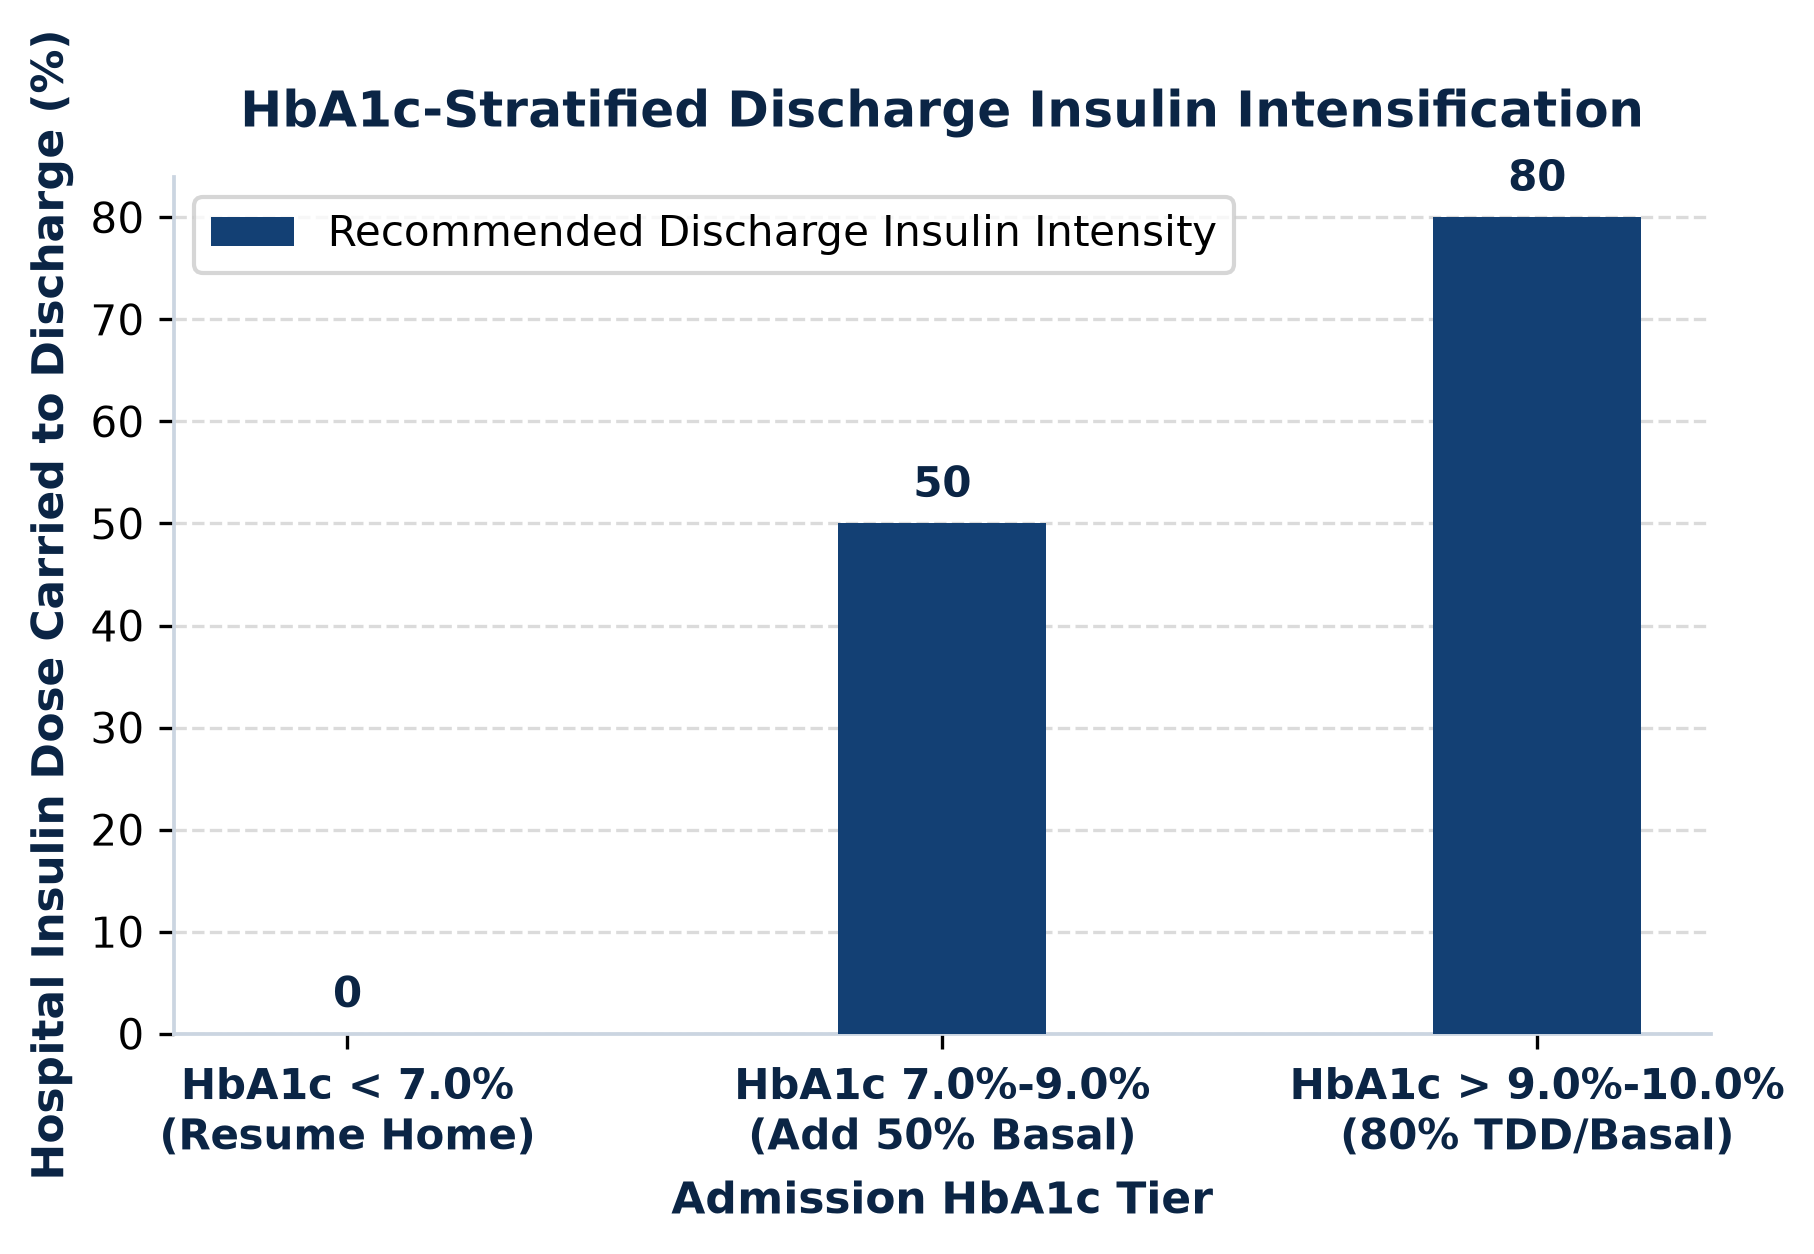 HbA1c-Stratified Discharge Insulin Intensification
Hospital Insulin Dose Carried to Discharge (%)
Recommended Discharge Insulin Intensity
80
70
60
50
40
30
20
10
0
0
50
80
HbA1c < 7.0%
(Resume Home)
HbA1c 7.0%-9.0%
(Add 50% Basal)
HbA1c > 9.0%-10.0%
(80% TDD/Basal)
Admission HbA1c Tier